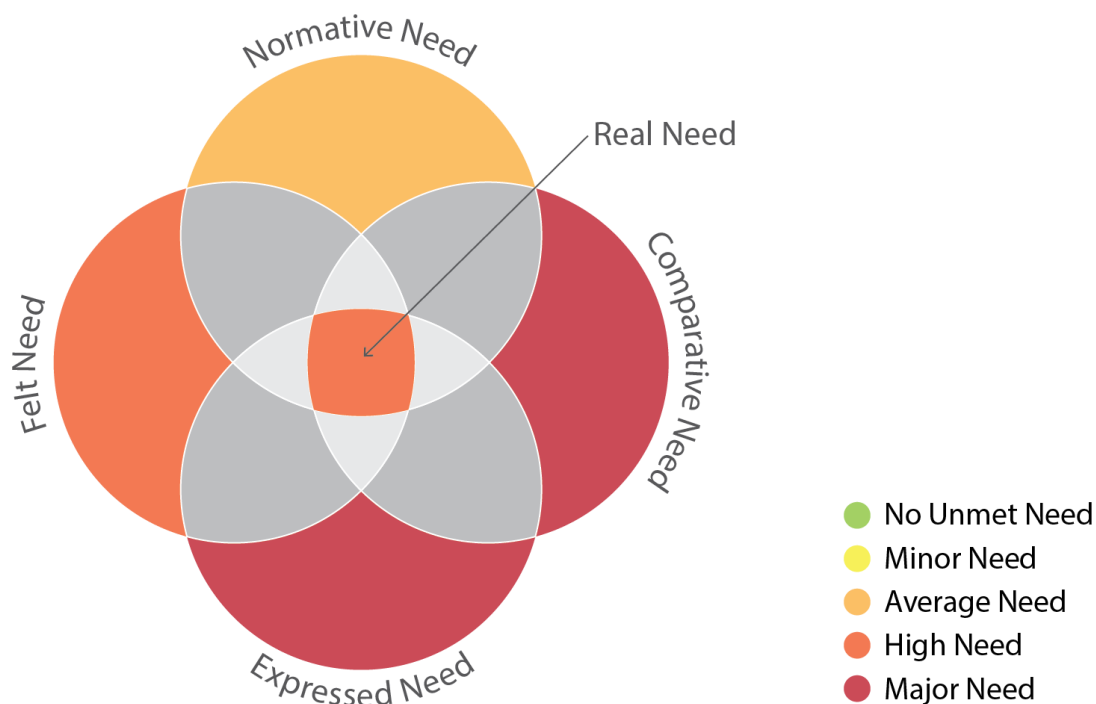 Normative Need
Real Need
Comparative Need
Felt Need
Expressed Need
No Unmet Need
Minor Need
Average Need
High Need
Major Need